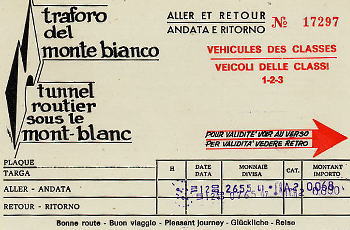 traforo
del
monte bianco
tunnel
routier
sous le
mont-blanc
ALLER ET RETOUR
ANDATA E RITORNO
№ 17297
VEHICULES DES CLASSES
VEICOLI DELLE CLASSI
1-2-3
POUR VALIDITÉ VOIR AU VERSO
PER VALIDITÀ VEDERE RETRO
PLAQUE
TARGA
H
DATE
DATA
MONNAIE
DIVISA
CAT.
MONTANT
IMPORTO
ALLER - ANDATA
RETOUR - RITORNO
Bonne route - Buon viaggio - Pleasant journey - Glückliche - Reise